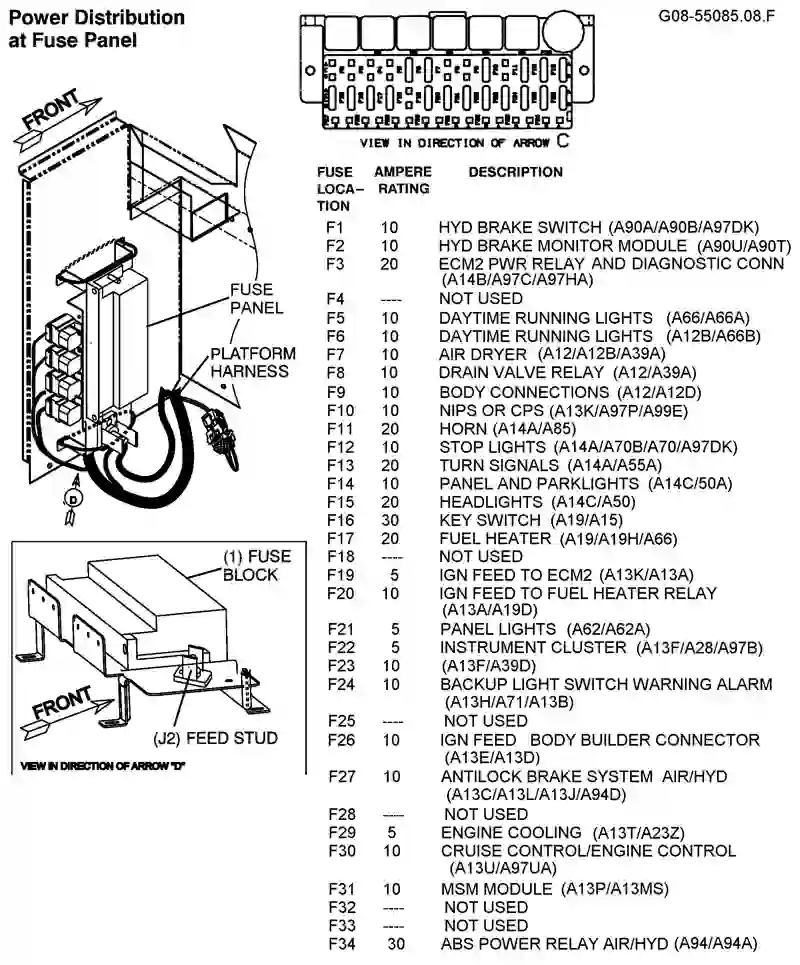 Power Distribution
at Fuse Panel
G08-55085.08.F
VIEW IN DIRECTION OF ARROW C
FRONT
FUSE
PANEL
PLATFORM
HARNESS
D
(1) FUSE
BLOCK
FRONT
(J2) FEED STUD
VIEW IN DIRECTION OF ARROW "D"
FUSE AMPERE DESCRIPTION
LOCA- RATING
TION
F1 10 HYD BRAKE SWITCH (A90A/A90B/A97DK)
F2 10 HYD BRAKE MONITOR MODULE (A90U/A90T)
F3 20 ECM2 PWR RELAY AND DIAGNOSTIC CONN
(A14B/A97C/A97HA)
F4 ---- NOT USED
F5 10 DAYTIME RUNNING LIGHTS (A66/A66A)
F6 10 DAYTIME RUNNING LIGHTS (A12B/A66B)
F7 10 AIR DRYER (A12/A12B/A39A)
F8 10 DRAIN VALVE RELAY (A12/A39A)
F9 10 BODY CONNECTIONS (A12/A12D)
F10 10 NIPS OR CPS (A13K/A97P/A99E)
F11 20 HORN (A14A/A85)
F12 10 STOP LIGHTS (A14A/A70B/A70/A97DK)
F13 20 TURN SIGNALS (A14A/A55A)
F14 10 PANEL AND PARKLIGHTS (A14C/50A)
F15 20 HEADLIGHTS (A14C/A50)
F16 30 KEY SWITCH (A19/A15)
F17 20 FUEL HEATER (A19/A19H/A66)
F18 ---- NOT USED
F19 5 IGN FEED TO ECM2 (A13K/A13A)
F20 10 IGN FEED TO FUEL HEATER RELAY
(A13A/A19D)
F21 5 PANEL LIGHTS (A62/A62A)
F22 5 INSTRUMENT CLUSTER (A13F/A28/A97B)
F23 10 (A13F/A39D)
F24 10 BACKUP LIGHT SWITCH WARNING ALARM
(A13H/A71/A13B)
F25 ---- NOT USED
F26 10 IGN FEED BODY BUILDER CONNECTOR
(A13E/A13D)
F27 10 ANTILOCK BRAKE SYSTEM AIR/HYD
(A13C/A13L/A13J/A94D)
F28 ---- NOT USED
F29 5 ENGINE COOLING (A13T/A23Z)
F30 10 CRUISE CONTROL/ENGINE CONTROL
(A13U/A97UA)
F31 10 MSM MODULE (A13P/A13MS)
F32 ---- NOT USED
F33 ---- NOT USED
F34 30 ABS POWER RELAY AIR/HYD (A94/A94A)